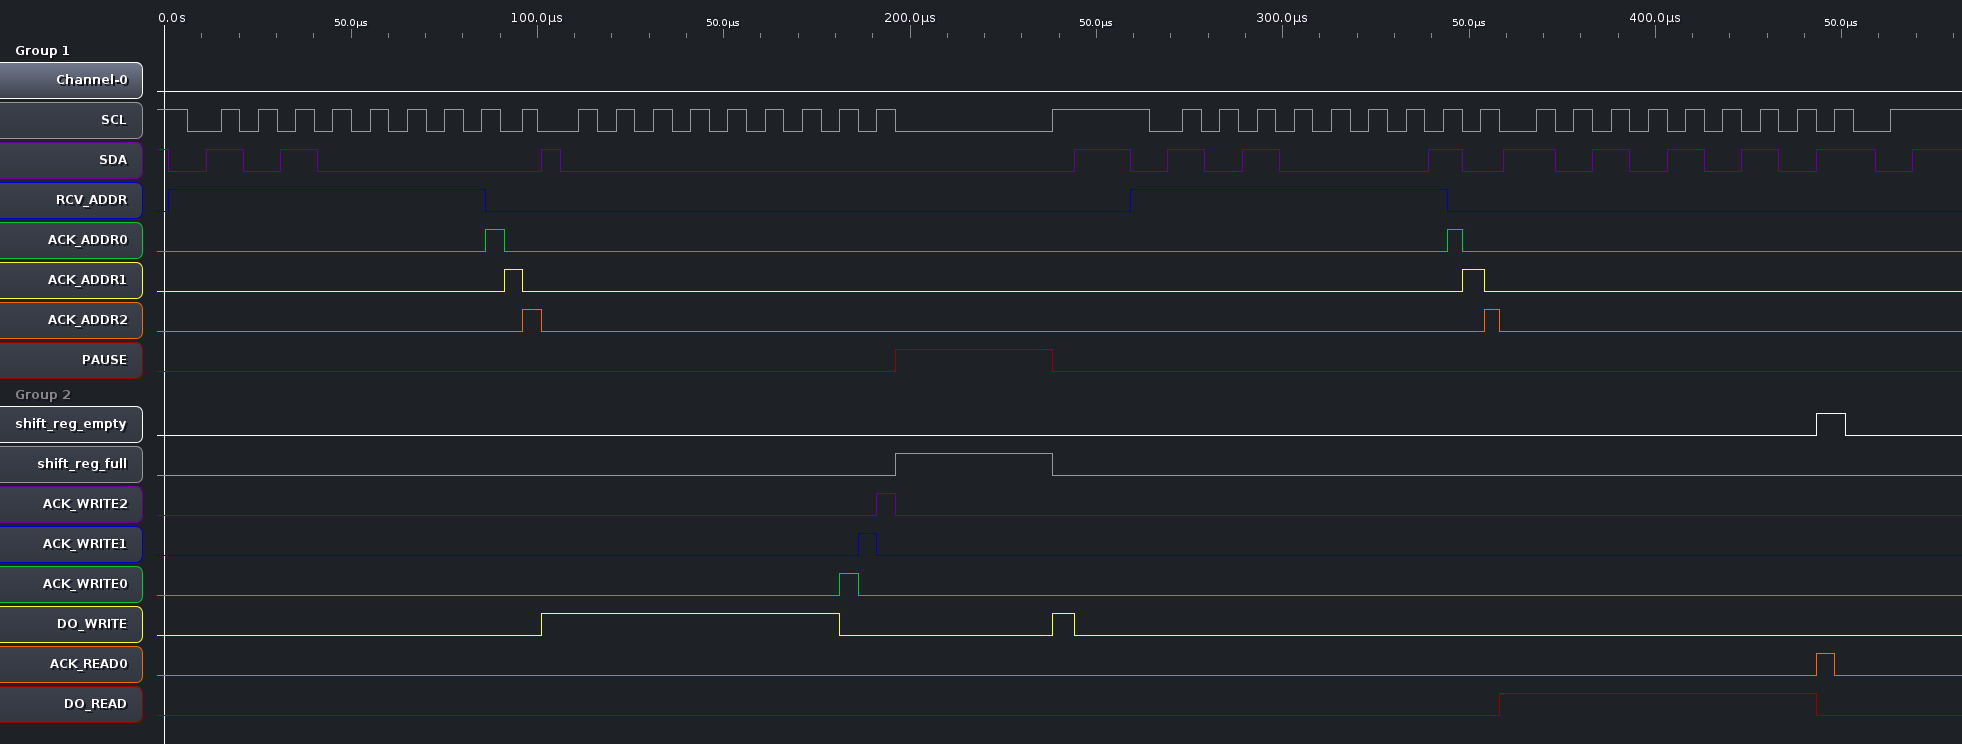 0.0s 50.0µs 100.0µs 50.0µs 200.0µs 50.0µs 300.0µs 50.0µs 400.0µs 50.0µs
Group 1
Channel-0
SCL
SDA
RCV_ADDR
ACK_ADDR0
ACK_ADDR1
ACK_ADDR2
PAUSE
Group 2
shift_reg_empty
shift_reg_full
ACK_WRITE2
ACK_WRITE1
ACK_WRITE0
DO_WRITE
ACK_READ0
DO_READ